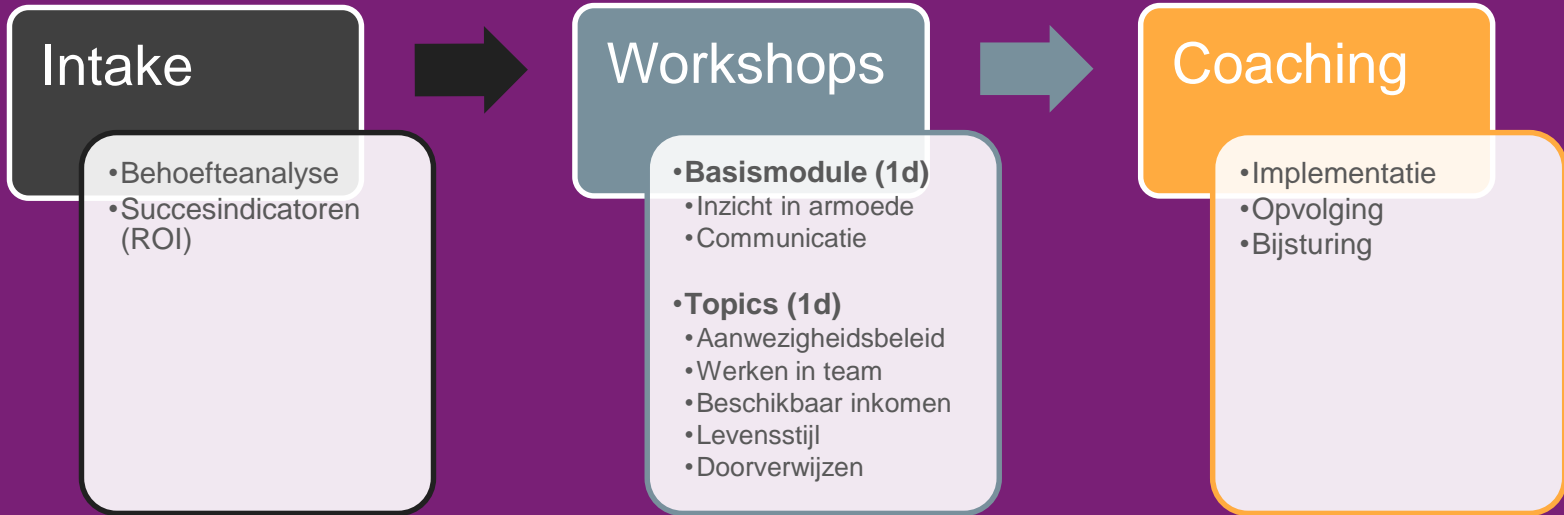 Intake
•Behoefteanalyse
•Succesindicatoren
(ROI)
Workshops
•Basismodule (1d)
•Inzicht in armoede
•Communicatie
•Topics (1d)
•Aanwezigheidsbeleid
•Werken in team
•Beschikbaar inkomen
•Levensstijl
•Doorverwijzen
Coaching
•Implementatie
•Opvolging
•Bijsturing